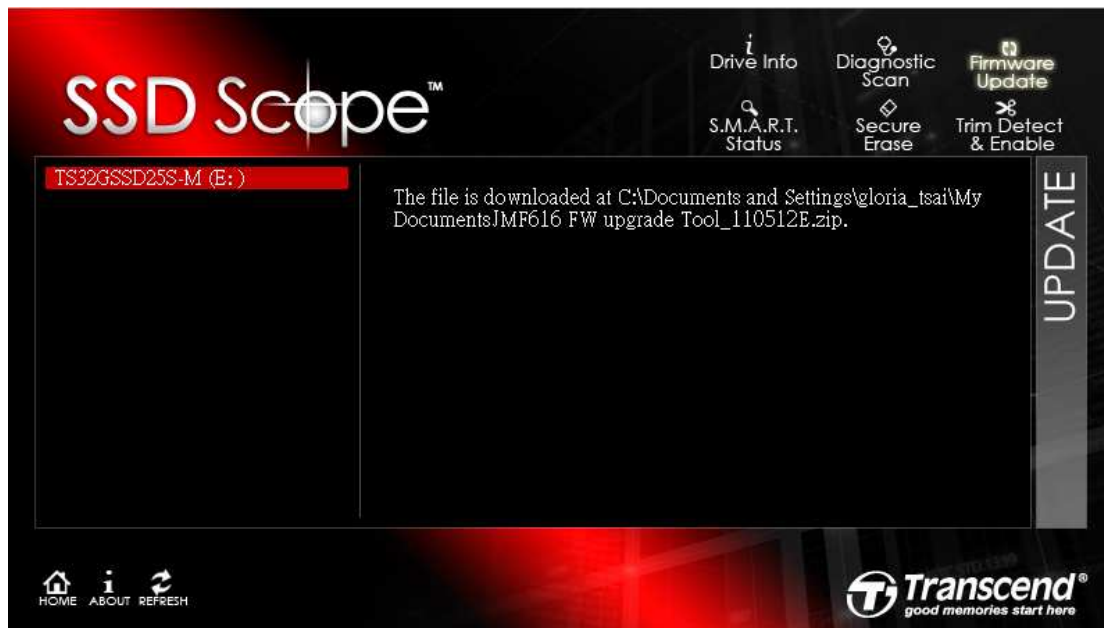 SSD Scope™
i
Drive Info
Diagnostic
Scan
Firmware
Update
S.M.A.R.T.
Status
Secure
Erase
Trim Detect
& Enable
TS32GSSD25S-M (E: )
The file is downloaded at C:\Documents and Settings\gloria_tsai\My
DocumentsJMF616 FW upgrade Tool_110512E.zip.
UPDATE
HOME
i
ABOUT
REFRESH
Transcend®
good memories start here